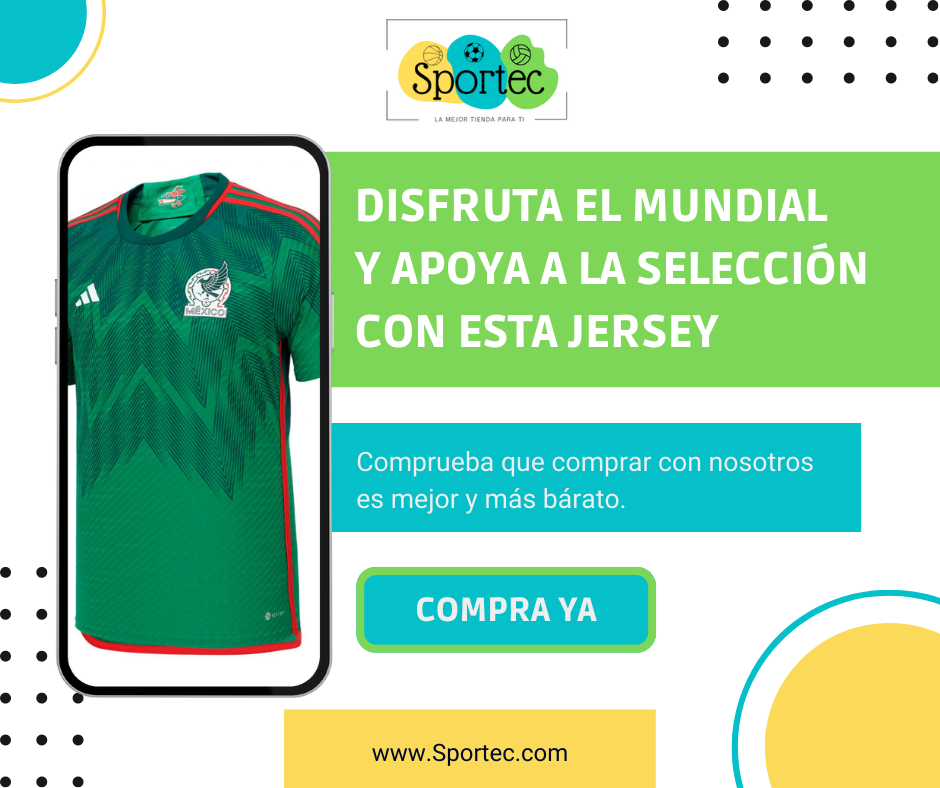 Sportec
LA MEJOR TIENDA PARA TI
DISFRUTA EL MUNDIAL
Y APOYA A LA SELECCIÓN
CON ESTA JERSEY
MEXICO
Comprueba que comprar con nosotros
es mejor y más bárato.
COMPRA YA
www.Sportec.com